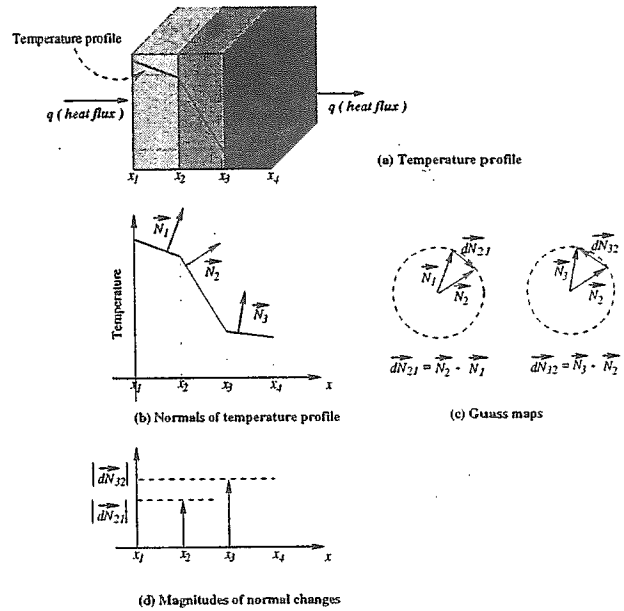 Temperature profile
q ( heat flux )
q ( heat flux )
x1 x2 x3 x4
(a) Temperature profile
N1
N2
N3
Temperature
x1 x2 x3 x4 x
(b) Normals of temperature profile
dN21
N1
N2
dN32
N3
N2
dN21 = N2 - N1
dN32 = N3 - N2
(c) Guass maps
|dN32|
|dN21|
x1 x2 x3 x4 x
(d) Magnitudes of normal changes